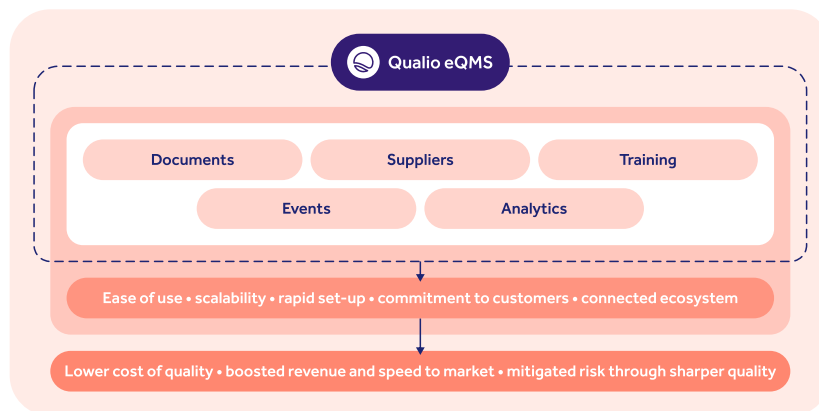 Qualio eQMS
Documents
Suppliers
Training
Events
Analytics
Ease of use • scalability • rapid set-up • commitment to customers • connected ecosystem
Lower cost of quality • boosted revenue and speed to market • mitigated risk through sharper quality